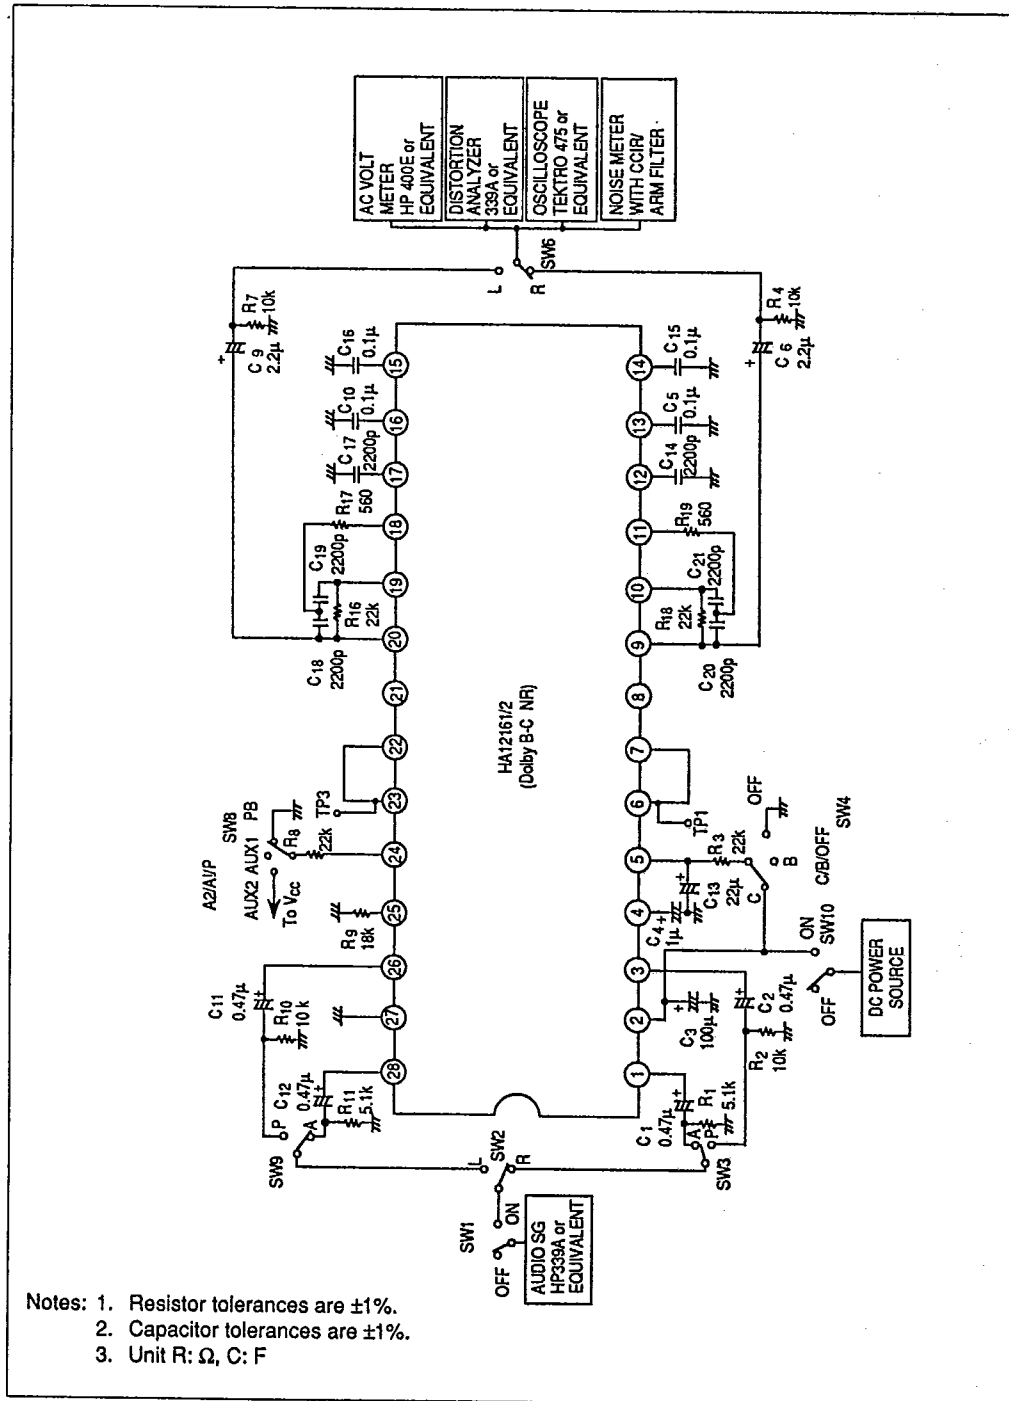 AC VOLT
METER
HP 400E or
EQUIVALENT
DISTORTION
ANALYZER
339A or
EQUIVALENT
OSCILLOSCOPE
TEKTRO 475 or
EQUIVALENT
NOISE METER
WITH CCIR/
ARM FILTER
SW6
L
R
R7
10k
C9
+
2.2µ
R4
10k
C6
+
2.2µ
C16
0.1µ
15
C10
0.1µ
16
C17
2200p
17
R17
560
18
C19
2200p
19
R16
22k
20
C18
2200p
21
22
23
TP3
24
R8
22k
SW8
PB
AUX1
AUX2
A2/A1/P
To Vcc
25
R9
18k
26
C11
0.47µ
+
R10
10 k
27
28
C12
0.47µ
+
R11
5.1k
P
A
SW9
HA12161/2
(Dolby B-C NR)
14
C15
0.1µ
13
C5
0.1µ
12
C14
2200p
11
R19
560
10
C21
2200p
R18
22k
9
C20
2200p
8
7
6
TP1
5
R3
22k
C13
22µ
+
4
C4
+
1µ
OFF
B
C
SW4
C/B/OFF
3
C2
0.47µ
+
R2
10k
2
C3
100µ
+
1
C1
0.47µ
+
R1
5.1k
A
P
SW3
ON
SW10
OFF
DC POWER
SOURCE
SW2
L
R
SW1
ON
OFF
AUDIO SG
HP339A or
EQUIVALENT
Notes: 1. Resistor tolerances are ±1%.
2. Capacitor tolerances are ±1%.
3. Unit R: Ω, C: F